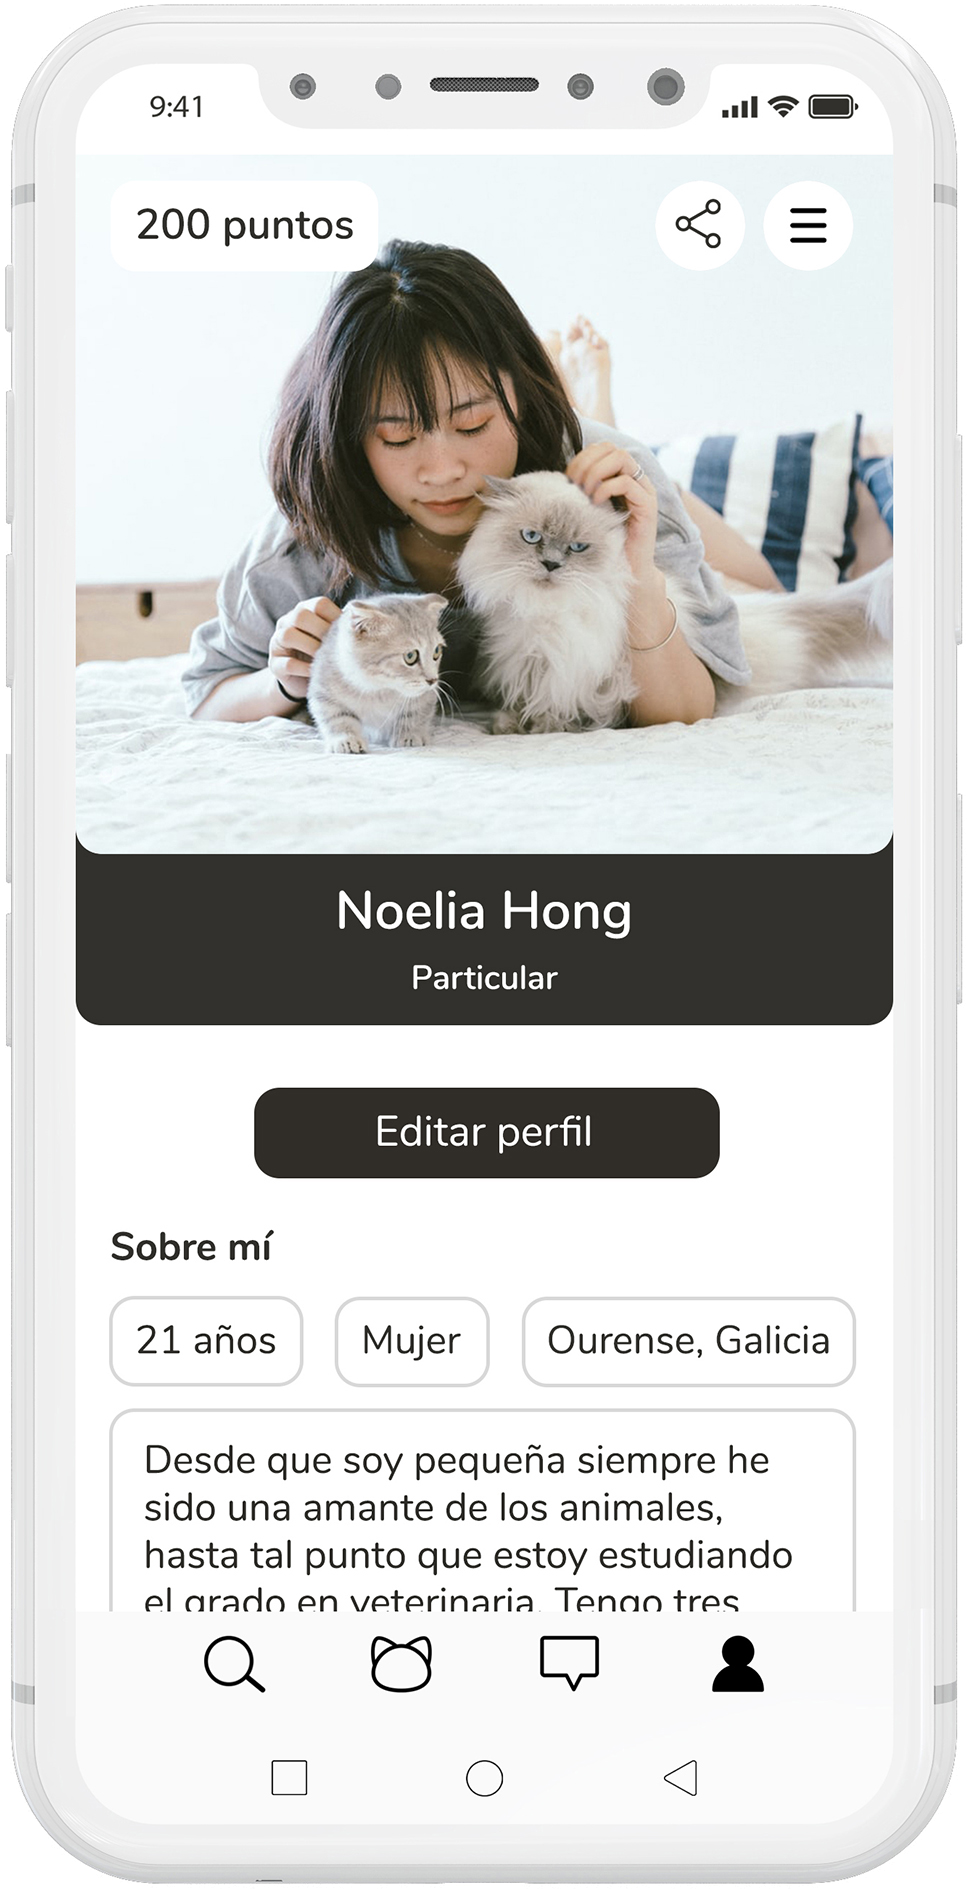 9:41
200 puntos
Noelia Hong
Particular
Editar perfil
Sobre mí
21 años
Mujer
Ourense, Galicia
Desde que soy pequeña siempre he
sido una amante de los animales,
hasta tal punto que estoy estudiando
el grado en veterinaria. Tengo tres